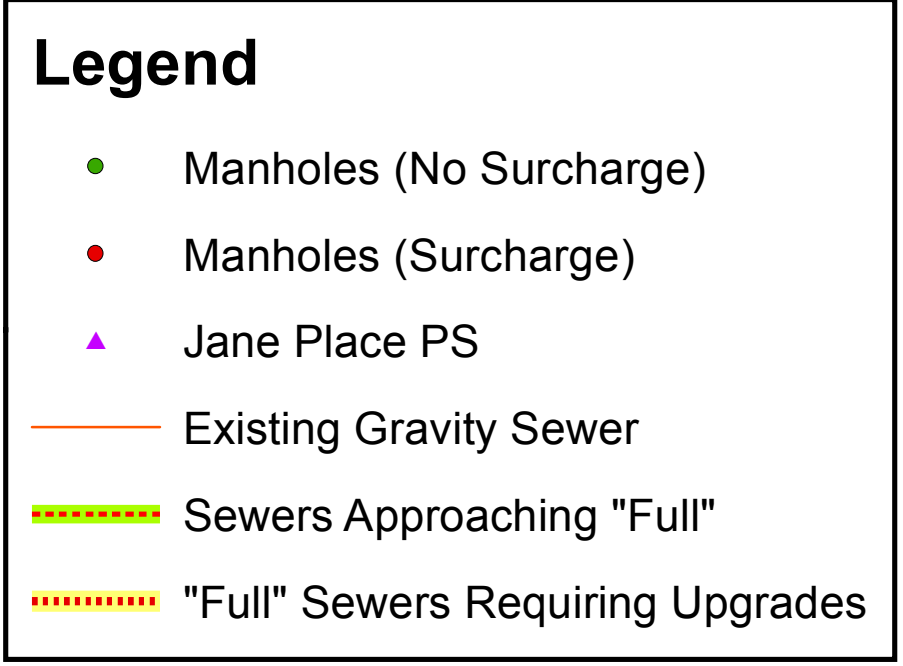 Legend
Manholes (No Surcharge)
Manholes (Surcharge)
Jane Place PS
Existing Gravity Sewer
Sewers Approaching "Full"
"Full" Sewers Requiring Upgrades